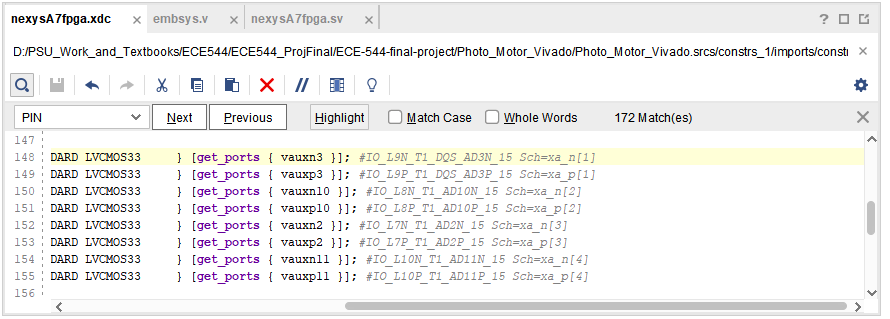 nexysA7fpga.xdc × embsys.v × nexysA7fpga.sv ×
D:/PSU_Work_and_Textbooks/ECE544/ECE544_ProjFinal/ECE-544-final-project/Photo_Motor_Vivado/Photo_Motor_Vivado.srcs/constrs_1/imports/constr
PIN Next Previous Highlight Match Case Whole Words 172 Match(es)
147
148 DARD LVCMOS33 } [get_ports { vauxn3 }]; #IO_L9N_T1_DQS_AD3N_15 Sch=xa_n[1]
149 DARD LVCMOS33 } [get_ports { vauxp3 }]; #IO_L9P_T1_DQS_AD3P_15 Sch=xa_p[1]
150 DARD LVCMOS33 } [get_ports { vauxn10 }]; #IO_L8N_T1_AD10N_15 Sch=xa_n[2]
151 DARD LVCMOS33 } [get_ports { vauxp10 }]; #IO_L8P_T1_AD10P_15 Sch=xa_p[2]
152 DARD LVCMOS33 } [get_ports { vauxn2 }]; #IO_L7N_T1_AD2N_15 Sch=xa_n[3]
153 DARD LVCMOS33 } [get_ports { vauxp2 }]; #IO_L7P_T1_AD2P_15 Sch=xa_p[3]
154 DARD LVCMOS33 } [get_ports { vauxn11 }]; #IO_L10N_T1_AD11N_15 Sch=xa_n[4]
155 DARD LVCMOS33 } [get_ports { vauxp11 }]; #IO_L10P_T1_AD11P_15 Sch=xa_p[4]
156